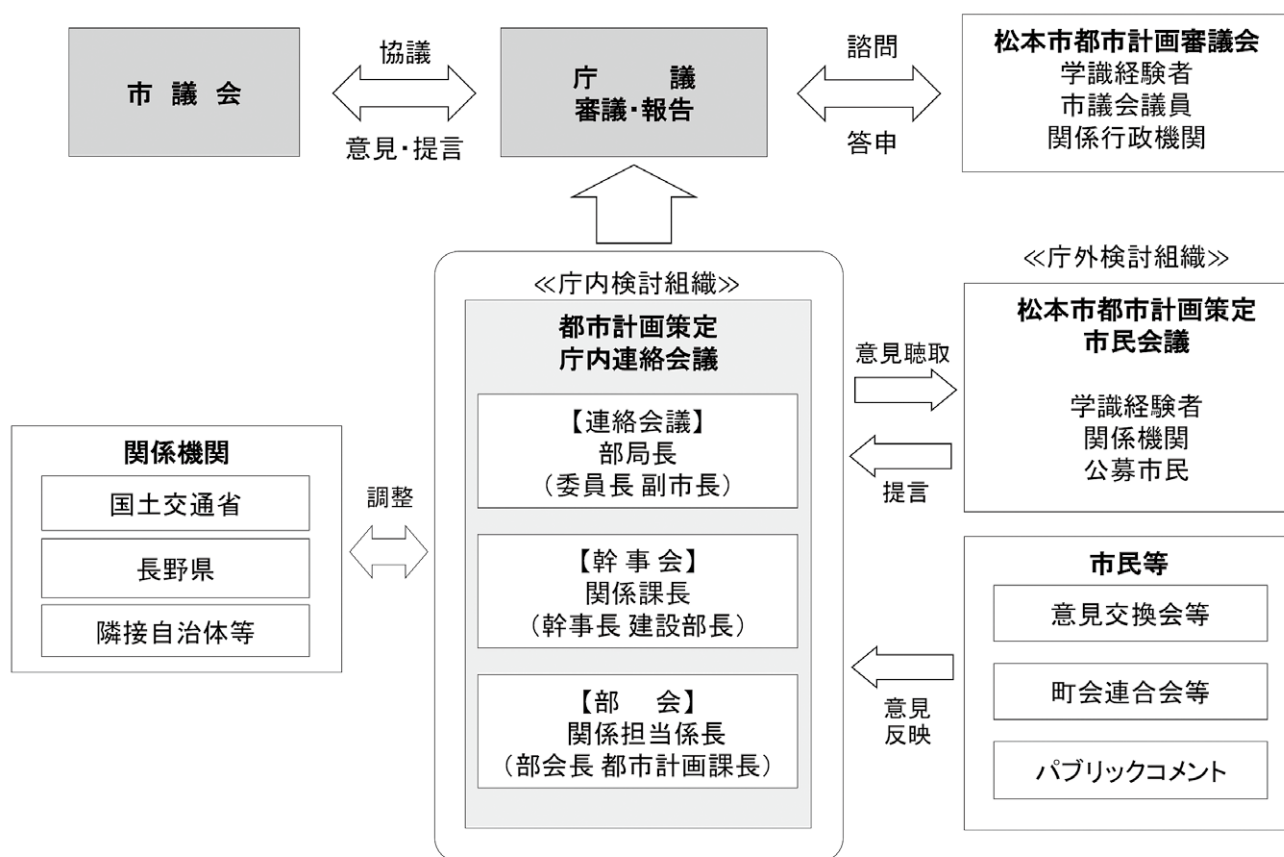 市 議 会
協議
意見・提言
庁 議
審議・報告
諮問
答申
松本市都市計画審議会
学識経験者
市議会議員
関係行政機関
≪庁内検討組織≫
都市計画策定
庁内連絡会議
【連絡会議】
部局長
（委員長 副市長）
【幹 事 会】
関係課長
（幹事長 建設部長）
【部 会】
関係担当係長
（部会長 都市計画課長）
関係機関
国土交通省
長野県
隣接自治体等
調整
意見聴取
提言
≪庁外検討組織≫
松本市都市計画策定
市民会議
学識経験者
関係機関
公募市民
意見
反映
市民等
意見交換会等
町会連合会等
パブリックコメント